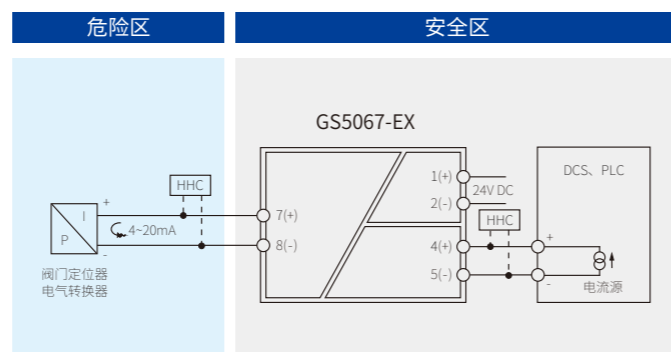 危险区
安全区
GS5067-EX
HHC
+
I
P
-
4~20mA
阀门定位器
电气转换器
7(+)
8(-)
1(+)
2(-)
24V DC
HHC
4(+)
5(-)
DCS、PLC
+
-
电流源